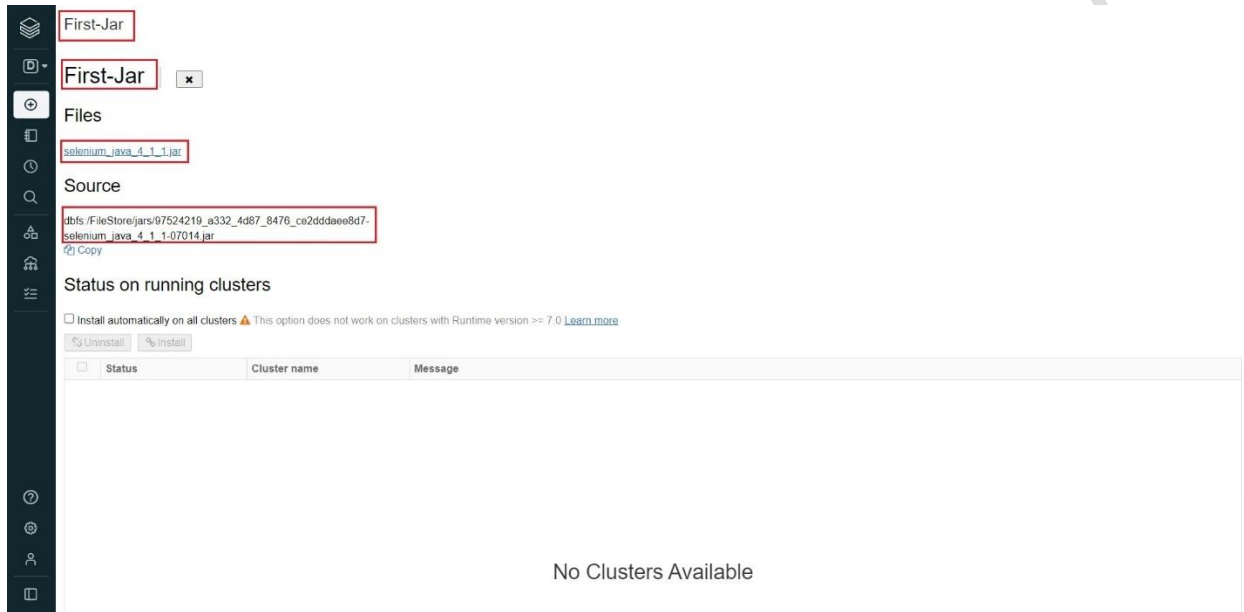 First-Jar
D
First-Jar
Files
selenium_java_4_1_1.jar
Source
dbfs:/FileStore/jars/97524219_a332_4d87_8476_ce2dddaee8d7-
selenium_java_4_1_1-07014.jar
Copy
Status on running clusters
Install automatically on all clusters This option does not work on clusters with Runtime version >= 7.0 Learn more
Uninstall Install
Status Cluster name Message
No Clusters Available